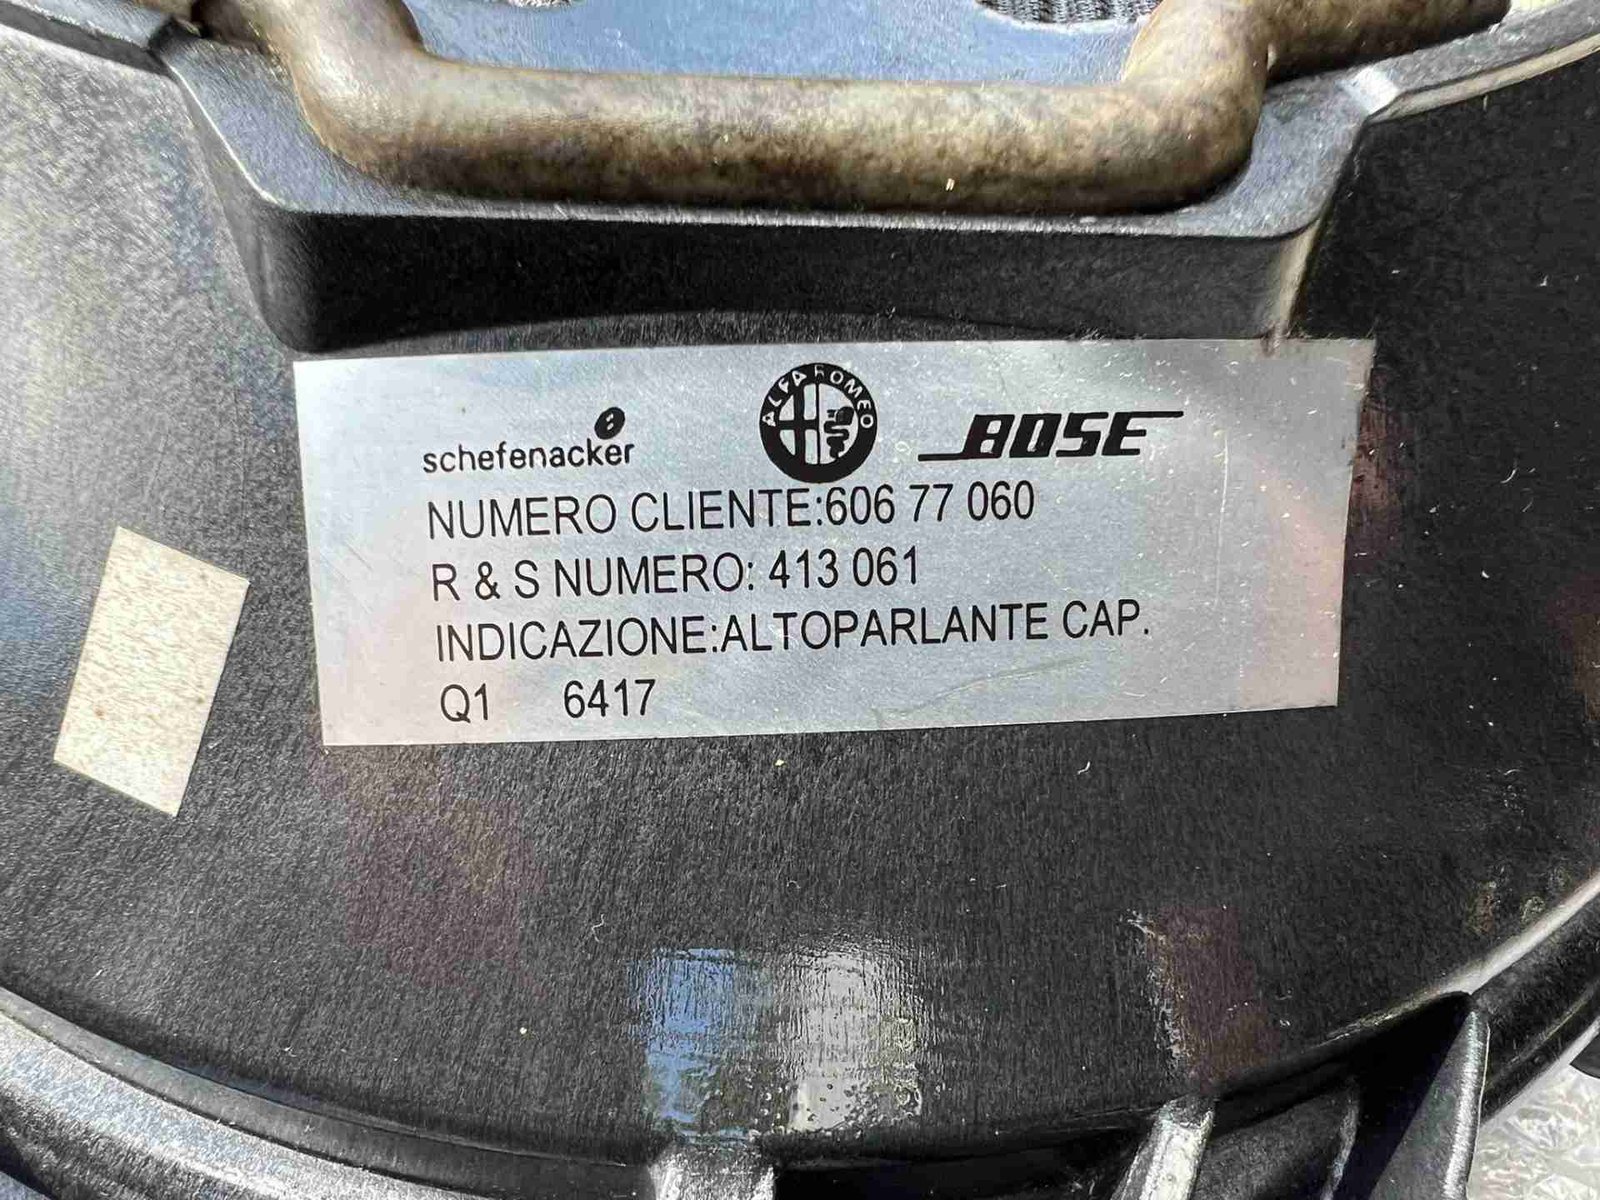 schefenacker
ALFA ROMEO
BOSE
NUMERO CLIENTE:606 77 060
R & S NUMERO: 413 061
INDICAZIONE:ALTOPARLANTE CAP.
Q1 6417